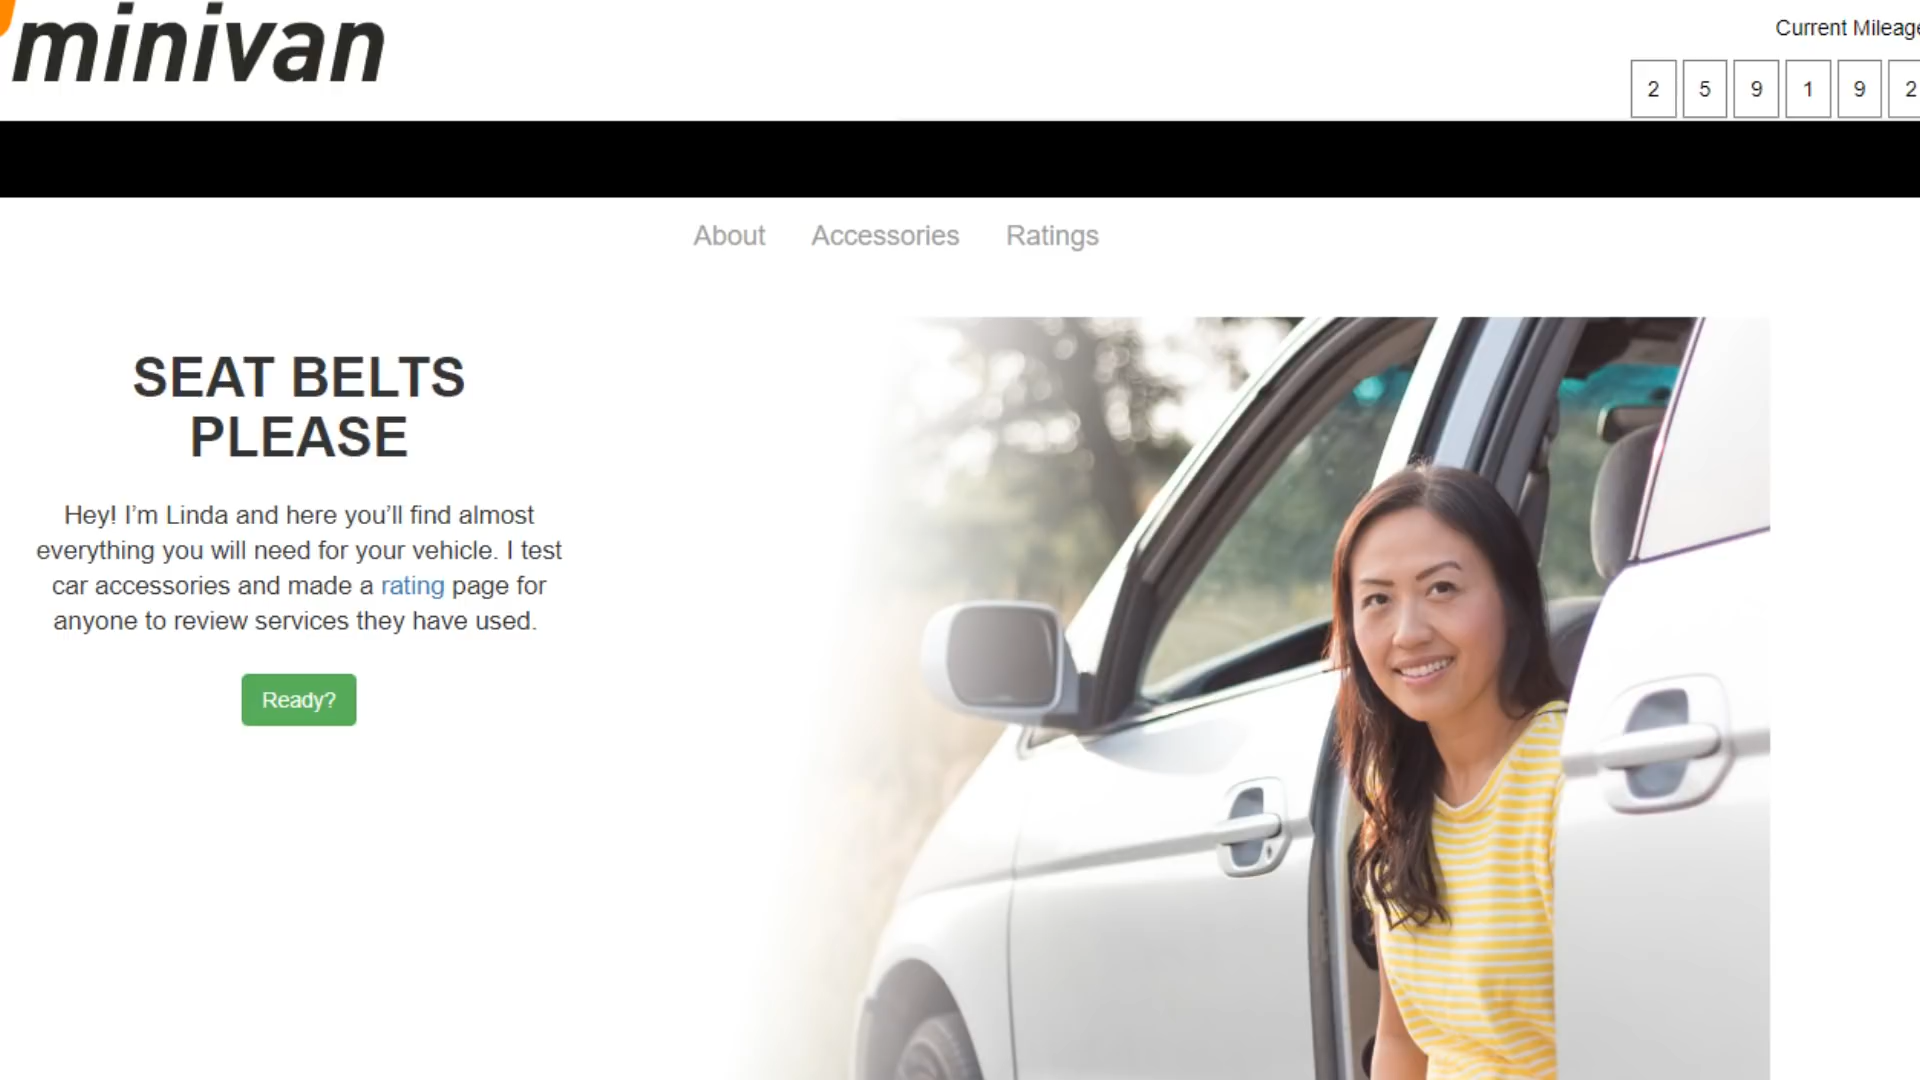 minivan
Current Mileage
2 5 9 1 9 2
About Accessories Ratings
SEAT BELTS
PLEASE
Hey! I’m Linda and here you’ll find almost
everything you will need for your vehicle. I test
car accessories and made a rating page for
anyone to review services they have used.
Ready?